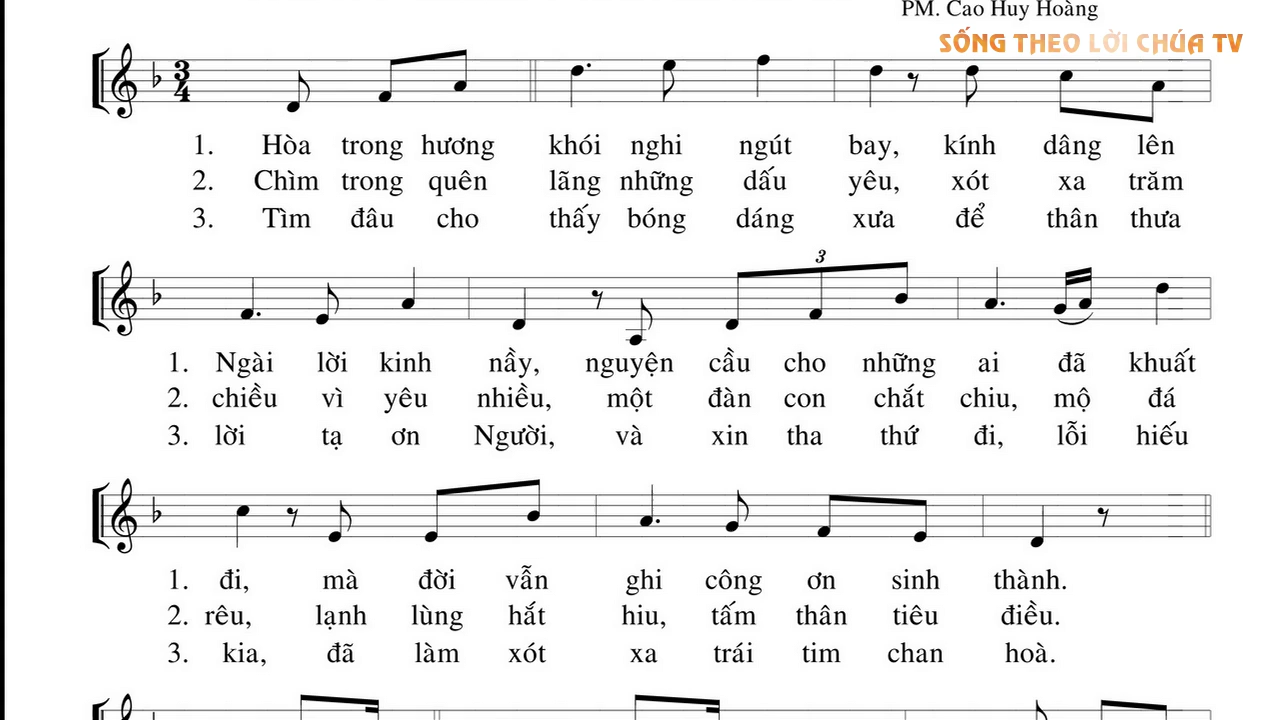 PM. Cao Huy Hoàng
SỐNG THEO LỜI CHÚA TV
3
4
1. Hòa trong hương khói nghi ngút bay, kính dâng lên
2. Chìm trong quên lãng những dấu yêu, xót xa trăm
3. Tìm đâu cho thấy bóng dáng xưa để thân thưa
3
1. Ngài lời kinh nầy, nguyện cầu cho những ai đã khuất
2. chiều vì yêu nhiều, một đàn con chắt chiu, mộ đá
3. lời tạ ơn Người, và xin tha thứ đi, lỗi hiếu
1. đi, mà đời vẫn ghi công ơn sinh thành.
2. rêu, lạnh lùng hắt hiu, tấm thân tiêu điều.
3. kia, đã làm xót xa trái tim chan hoà.